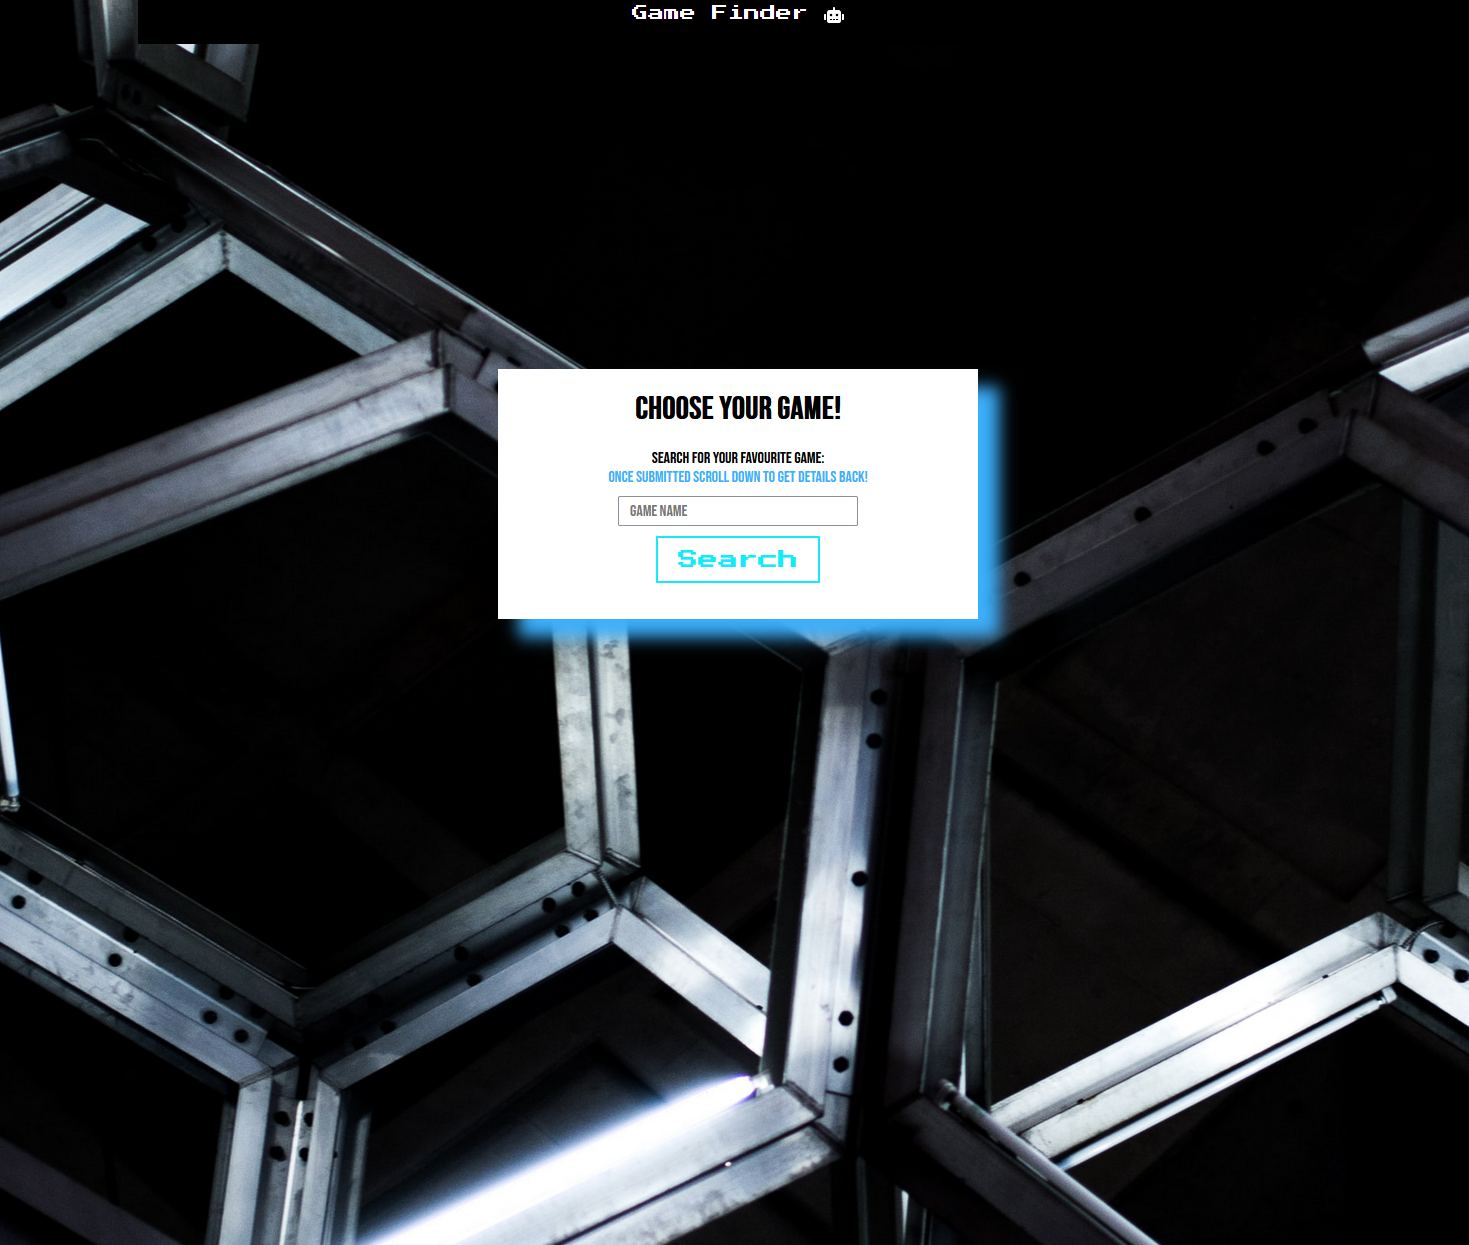 Game Finder
CHOOSE YOUR GAME!
SEARCH FOR YOUR FAVOURITE GAME:
ONCE SUBMITTED SCROLL DOWN TO GET DETAILS BACK!
GAME NAME
Search